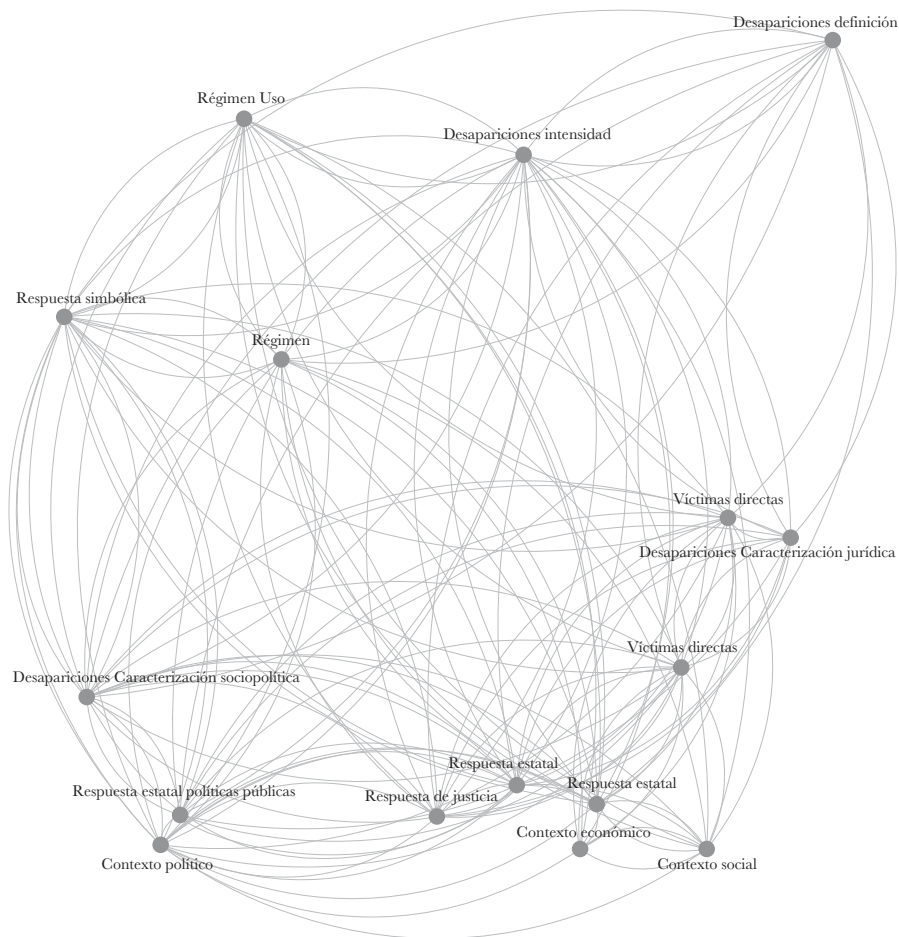 Desapariciones definición
Régimen Uso
Desapariciones intensidad
Respuesta simbólica
Régimen
Víctimas directas
Desapariciones Caracterización jurídica
Víctimas directas
Desapariciones Caracterización sociopolítica
Respuesta estatal
Respuesta estatal
Respuesta estatal políticas públicas
Respuesta de justicia
Contexto económico
Contexto político
Contexto social